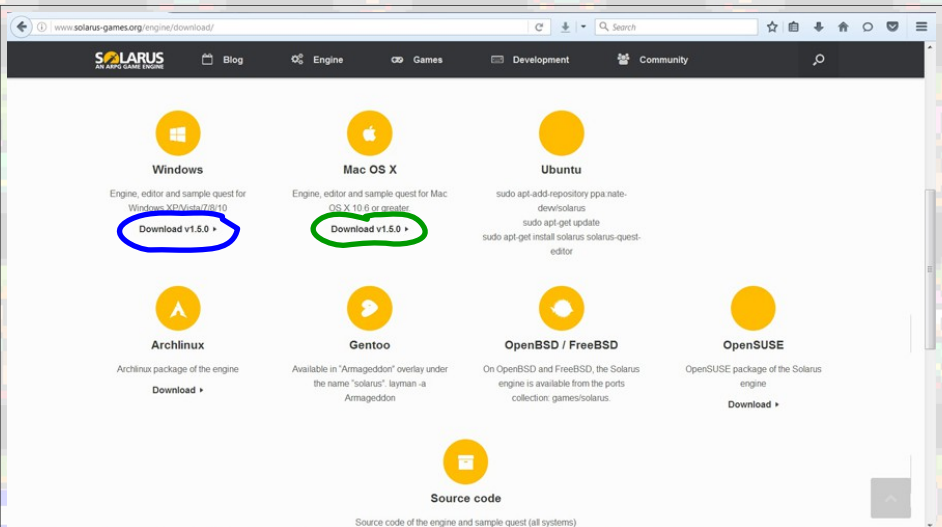 www.solarus-games.org/engine/download/
Search
SOLARUS
AN ARPG GAME ENGINE
Blog
Engine
Games
Development
Community
Windows
Engine, editor and sample quest for
Windows XP/Vista/7/8/10
Download v1.5.0
Mac OS X
Engine, editor and sample quest for Mac
OS X 10.6 or greater
Download v1.5.0
Ubuntu
sudo apt-add-repository ppa:nate-
devv/solarus
sudo apt-get update
sudo apt-get install solarus solarus-quest-
editor
Archlinux
Archlinux package of the engine
Download
Gentoo
Available in "Armageddon" overlay under
the name "solarus". layman -a
Armageddon
OpenBSD / FreeBSD
On OpenBSD and FreeBSD, the Solarus
engine is available from the ports
collection: games/solarus.
OpenSUSE
OpenSUSE package of the Solarus
engine
Download
Source code
Source code of the engine and sample quest (all systems)